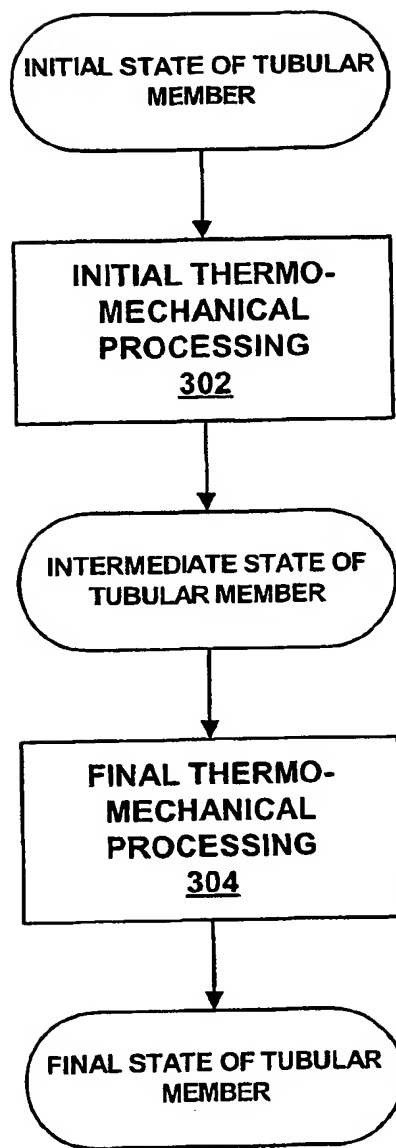 INITIAL STATE OF TUBULAR
MEMBER
INITIAL THERMO-
MECHANICAL
PROCESSING
302
INTERMEDIATE STATE OF
TUBULAR MEMBER
FINAL THERMO-
MECHANICAL
PROCESSING
304
FINAL STATE OF TUBULAR
MEMBER